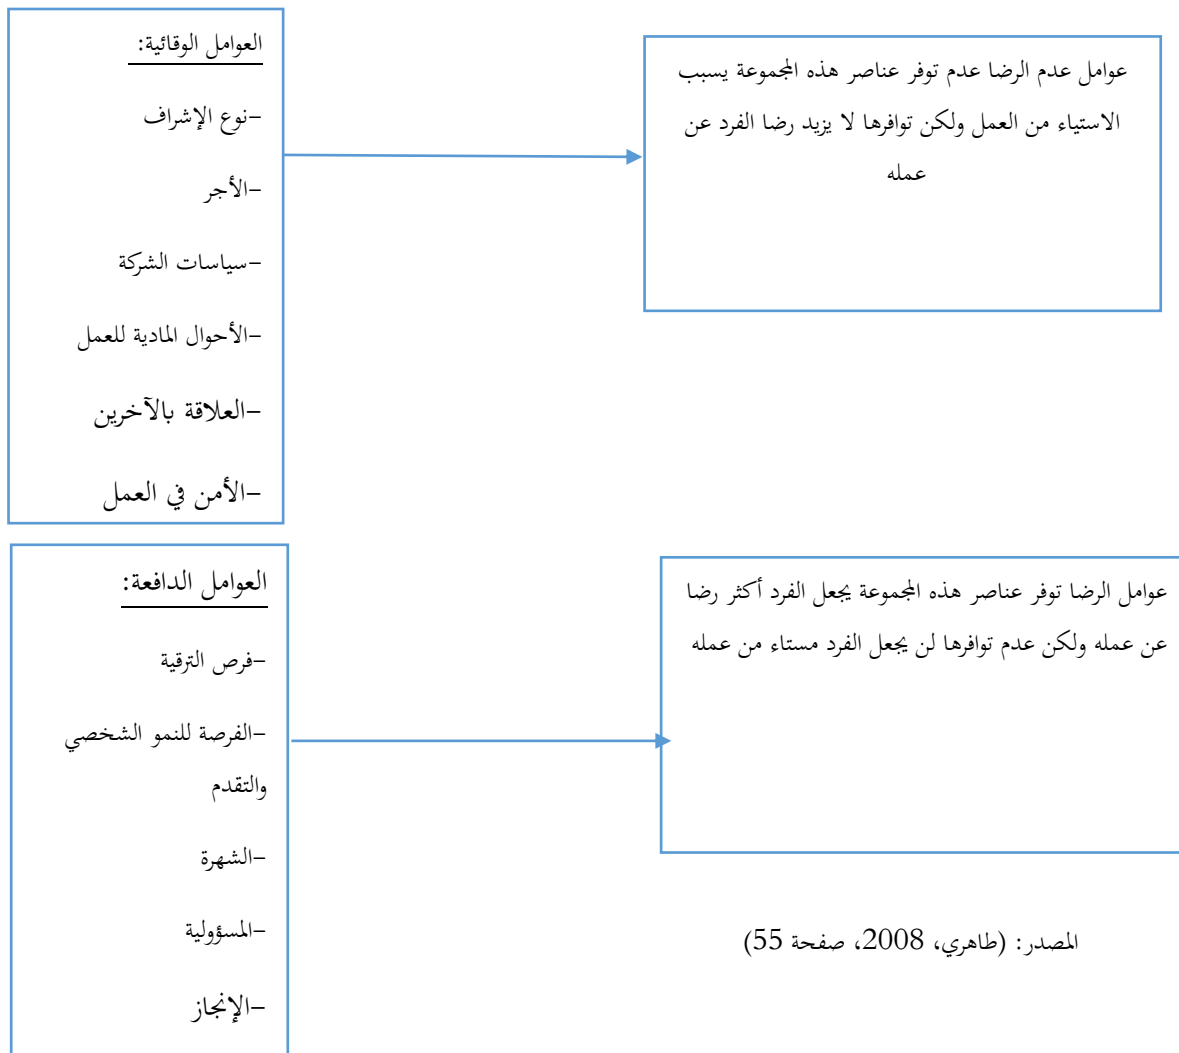 العوامل الوقائية:
-نوع الإشراف
-الأجر
-سياسات الشركة
-الأحوال المادية للعمل
-العلاقة بالآخرين
-الأمن في العمل
عوامل عدم الرضا عدم توفر عناصر هذه المجموعة يسبب
الاستياء من العمل ولكن توافرها لا يزيد رضا الفرد عن
عمله
العوامل الدافعة:
-فرص الترقية
-الفرصة للنمو الشخصي
والتقدم
-الشهرة
-المسؤولية
-الإنجاز
عوامل الرضا توفر عناصر هذه المجموعة يجعل الفرد أكثر رضا
عن عمله ولكن عدم توافرها لن يجعل الفرد مستاء من عمله
المصدر: (طاهري، 2008، صفحة 55)